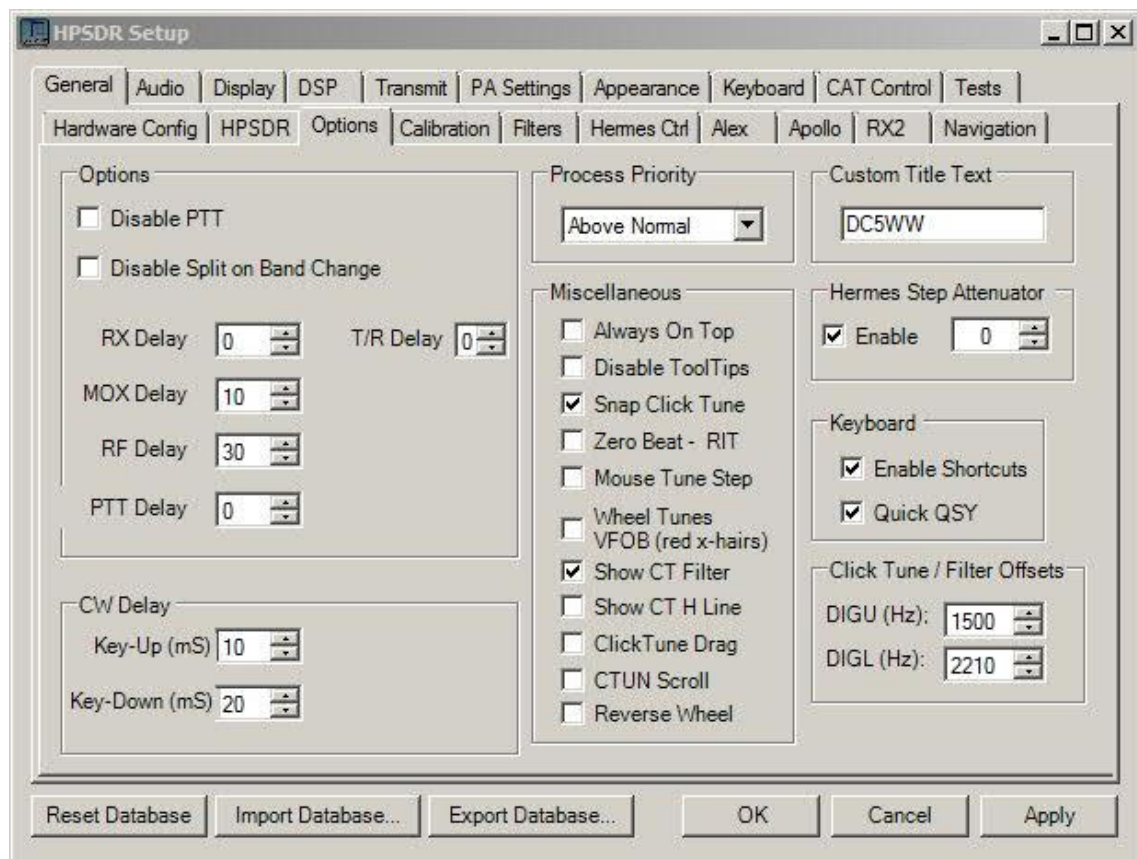 HPSDR Setup
General Audio Display DSP Transmit PA Settings Appearance Keyboard CAT Control Tests
Hardware Config HPSDR Options Calibration Filters Hermes Ctrl Alex Apollo RX2 Navigation
Options
Disable PTT
Disable Split on Band Change
RX Delay 0 T/R Delay 0
MOX Delay 10
RF Delay 30
PTT Delay 0
CW Delay
Key-Up (mS) 10
Key-Down (mS) 20
Process Priority
Above Normal
Miscellaneous
Always On Top
Disable ToolTips
Snap Click Tune
Zero Beat - RIT
Mouse Tune Step
Wheel Tunes
VFOB (red x-hairs)
Show CT Filter
Show CT H Line
ClickTune Drag
CTUN Scroll
Reverse Wheel
Custom Title Text
DC5WW
Hermes Step Attenuator
Enable 0
Keyboard
Enable Shortcuts
Quick QSY
Click Tune / Filter Offsets
DIGU (Hz): 1500
DIGL (Hz): 2210
Reset Database Import Database... Export Database... OK Cancel Apply